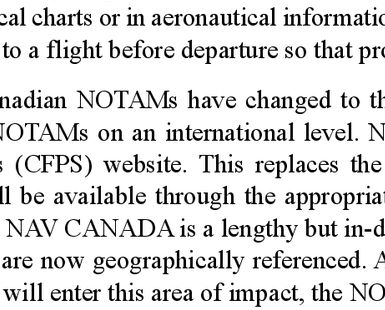 cal charts or in aeronautical informatio
to a flight before departure so that pro
nadian NOTAMs have changed to th
NOTAMs on an international level. N
s (CFPS) website. This replaces the
ll be available through the appropriat
NAV CANADA is a lengthy but in-d
are now geographically referenced. A
will enter this area of impact, the NO